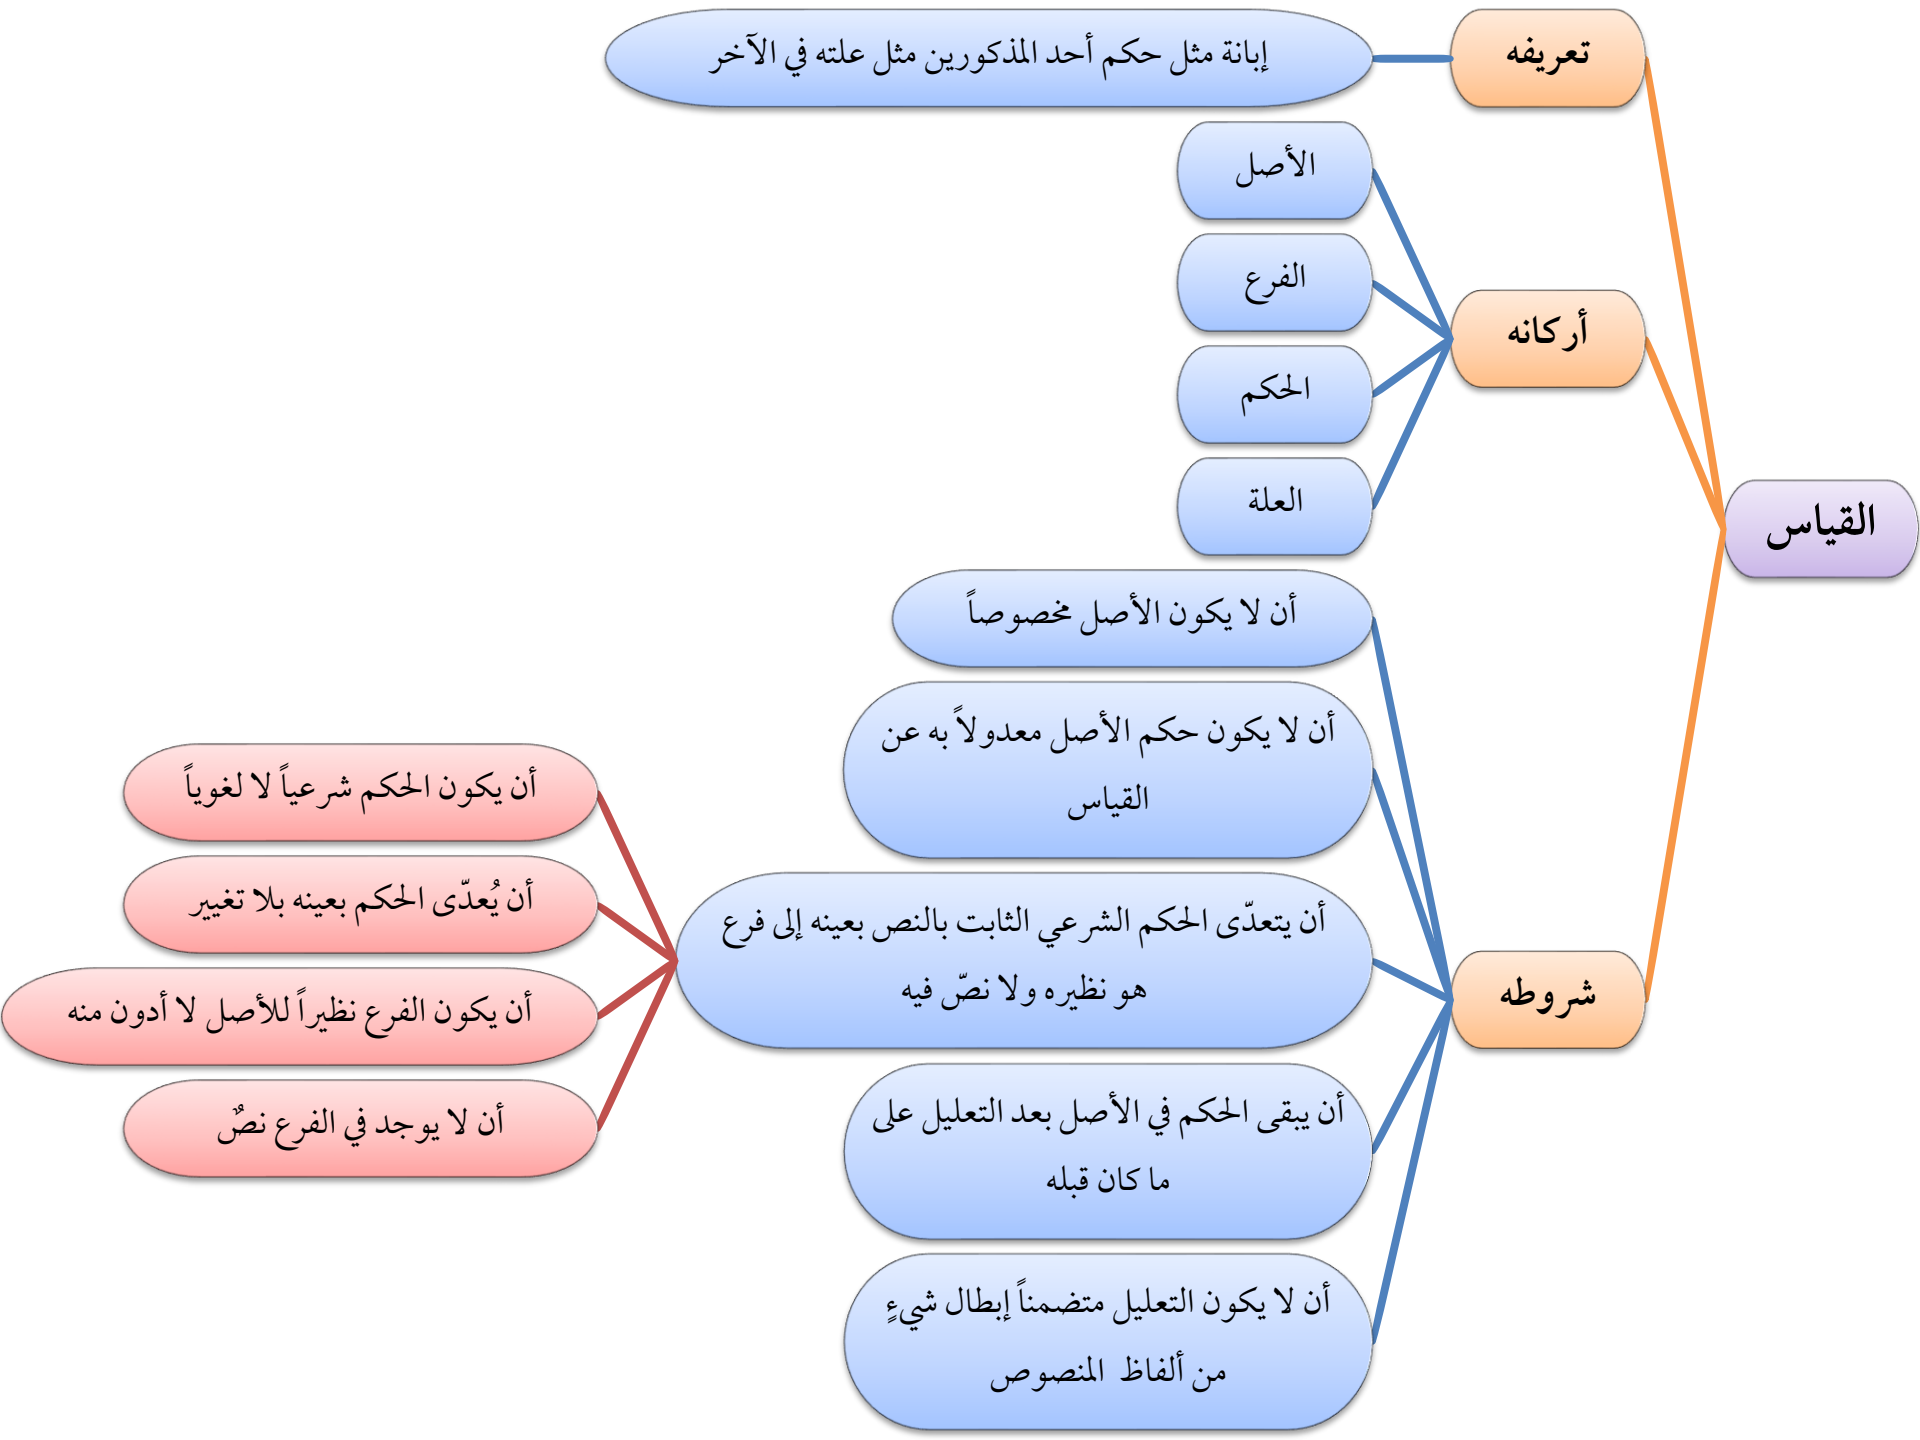 القياس
تعريفه
إبانة مثل حكم أحد المذكورين مثل علته في الآخر
أركانه
الأصل
الفرع
الحكم
العلة
شروطه
أن لا يكون الأصل مخصوصاً
أن لا يكون حكم الأصل معدولاً به عن
القياس
أن يتعدّى الحكم الشرعي الثابت بالنص بعينه إلى فرع
هو نظيره ولا نصّ فيه
أن يكون الحكم شرعياً لا لغوياً
أن يُعدّى الحكم بعينه بلا تغيير
أن يكون الفرع نظيراً للأصل لا أدون منه
أن لا يوجد في الفرع نصٌ
أن يبقى الحكم في الأصل بعد التعليل على
ما كان قبله
أن لا يكون التعليل متضمناً إبطال شيءٍ
من ألفاظ المنصوص